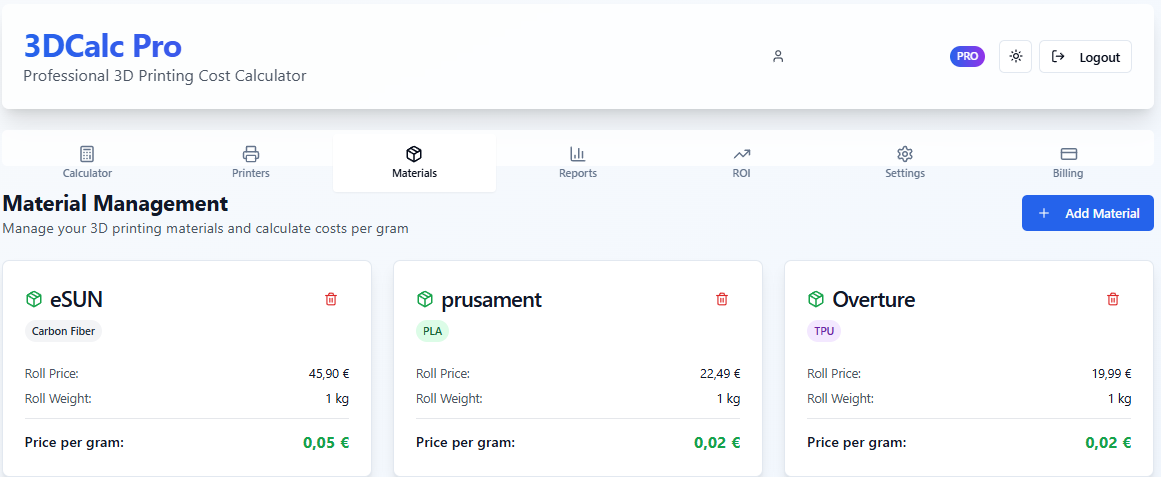 3DCalc Pro
Professional 3D Printing Cost Calculator
PRO
Logout
Calculator
Printers
Materials
Reports
ROI
Settings
Billing
Material Management
Manage your 3D printing materials and calculate costs per gram
Add Material
eSUN
Carbon Fiber
Roll Price: 45,90 €
Roll Weight: 1 kg
Price per gram: 0,05 €
prusament
PLA
Roll Price: 22,49 €
Roll Weight: 1 kg
Price per gram: 0,02 €
Overture
TPU
Roll Price: 19,99 €
Roll Weight: 1 kg
Price per gram: 0,02 €